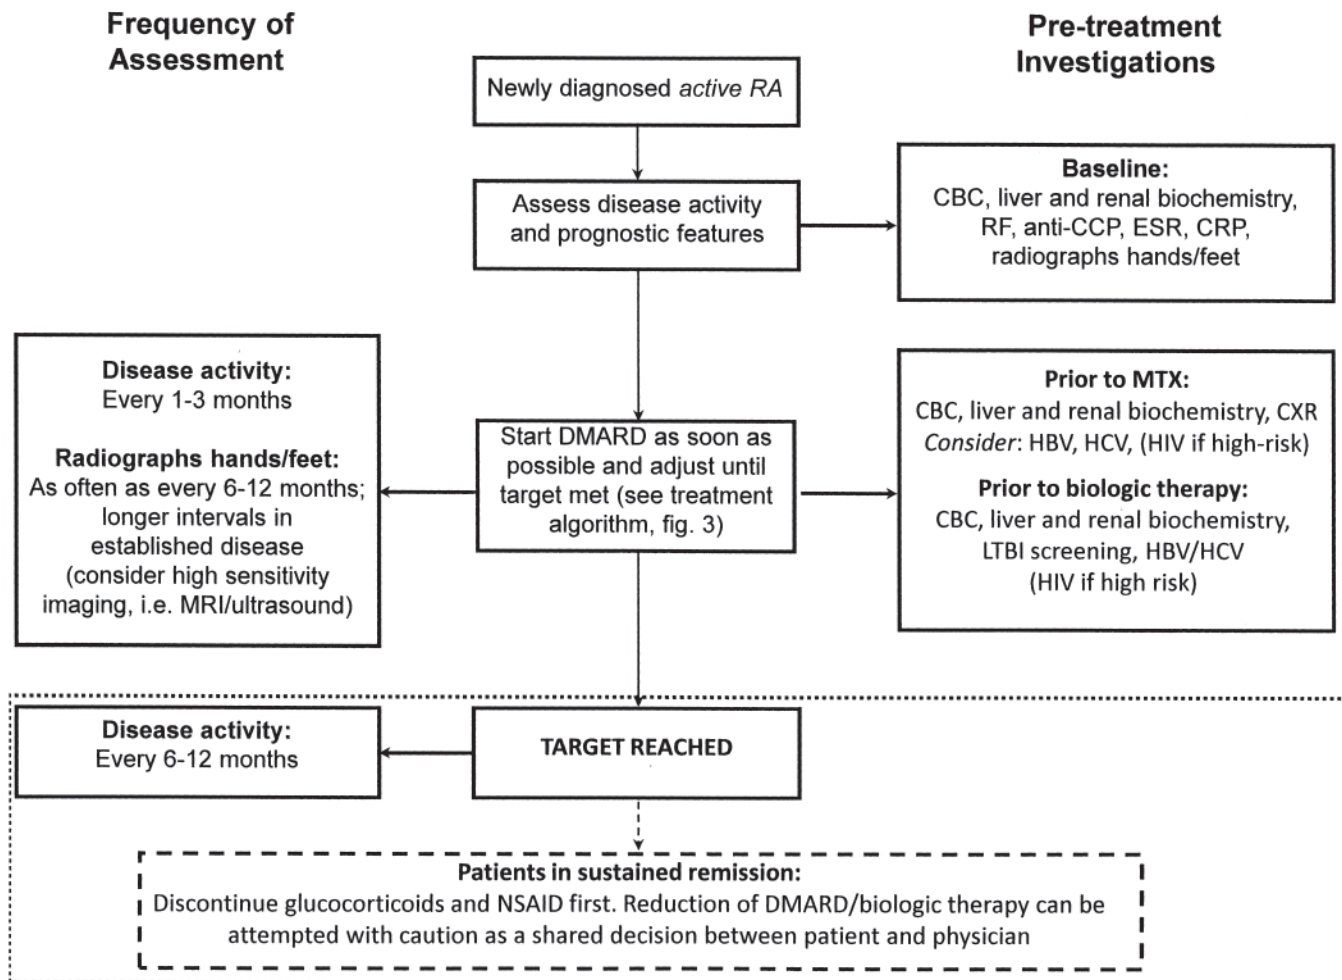 Frequency of
Assessment
Pre-treatment
Investigations
Newly diagnosed active RA
Assess disease activity
and prognostic features
Baseline:
CBC, liver and renal biochemistry,
RF, anti-CCP, ESR, CRP,
radiographs hands/feet
Disease activity:
Every 1-3 months
Radiographs hands/feet:
As often as every 6-12 months;
longer intervals in
established disease
(consider high sensitivity
imaging, i.e. MRI/ultrasound)
Start DMARD as soon as
possible and adjust until
target met (see treatment
algorithm, fig. 3)
Prior to MTX:
CBC, liver and renal biochemistry, CXR
Consider: HBV, HCV, (HIV if high-risk)
Prior to biologic therapy:
CBC, liver and renal biochemistry,
LTBI screening, HBV/HCV
(HIV if high risk)
Disease activity:
Every 6-12 months
TARGET REACHED
Patients in sustained remission:
Discontinue glucocorticoids and NSAID first. Reduction of DMARD/biologic therapy can be
attempted with caution as a shared decision between patient and physician